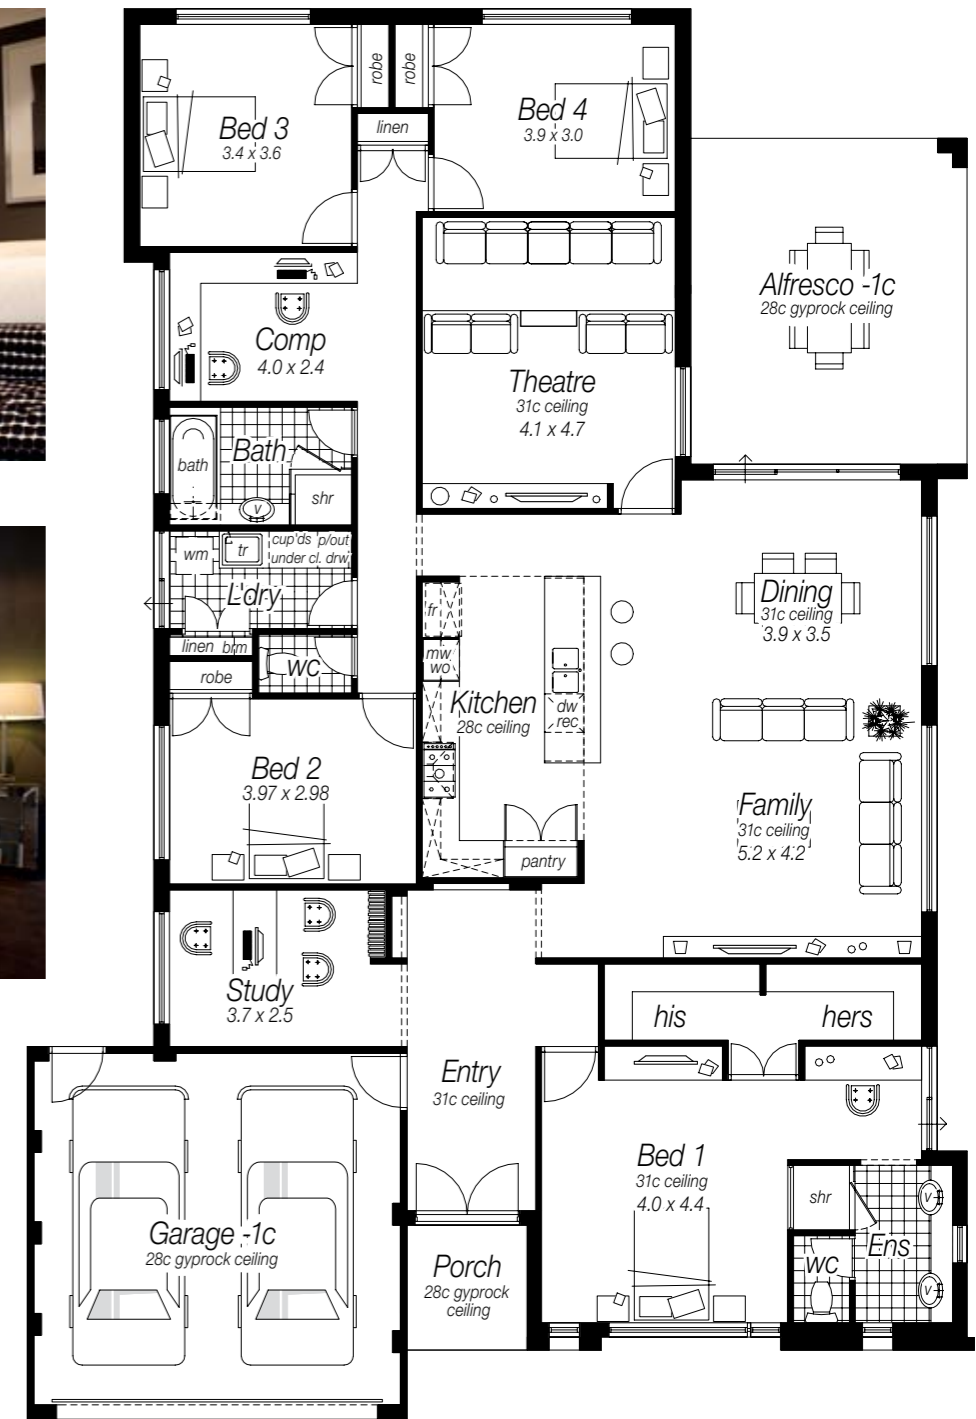 Bed 3
3.4 x 3.6
robe
robe
linen
Bed 4
3.9 x 3.0
Alfresco -1c
28c gyprock ceiling
Comp
4.0 x 2.4
Theatre
31c ceiling
4.1 x 4.7
Bath
bath
shr
v
wm
tr
cup'ds p/out
under cl. drw
L'dry
linen brm
WC
robe
fr
mw
wo
Kitchen
28c ceiling
dw
rec
pantry
Dining
31c ceiling
3.9 x 3.5
Family
31c ceiling
5.2 x 4.2
Bed 2
3.97 x 2.98
Study
3.7 x 2.5
his
hers
Entry
31c ceiling
Bed 1
31c ceiling
4.0 x 4.4
shr
v
WC
Ens
v
Garage -1c
28c gyprock ceiling
Porch
28c gyprock
ceiling